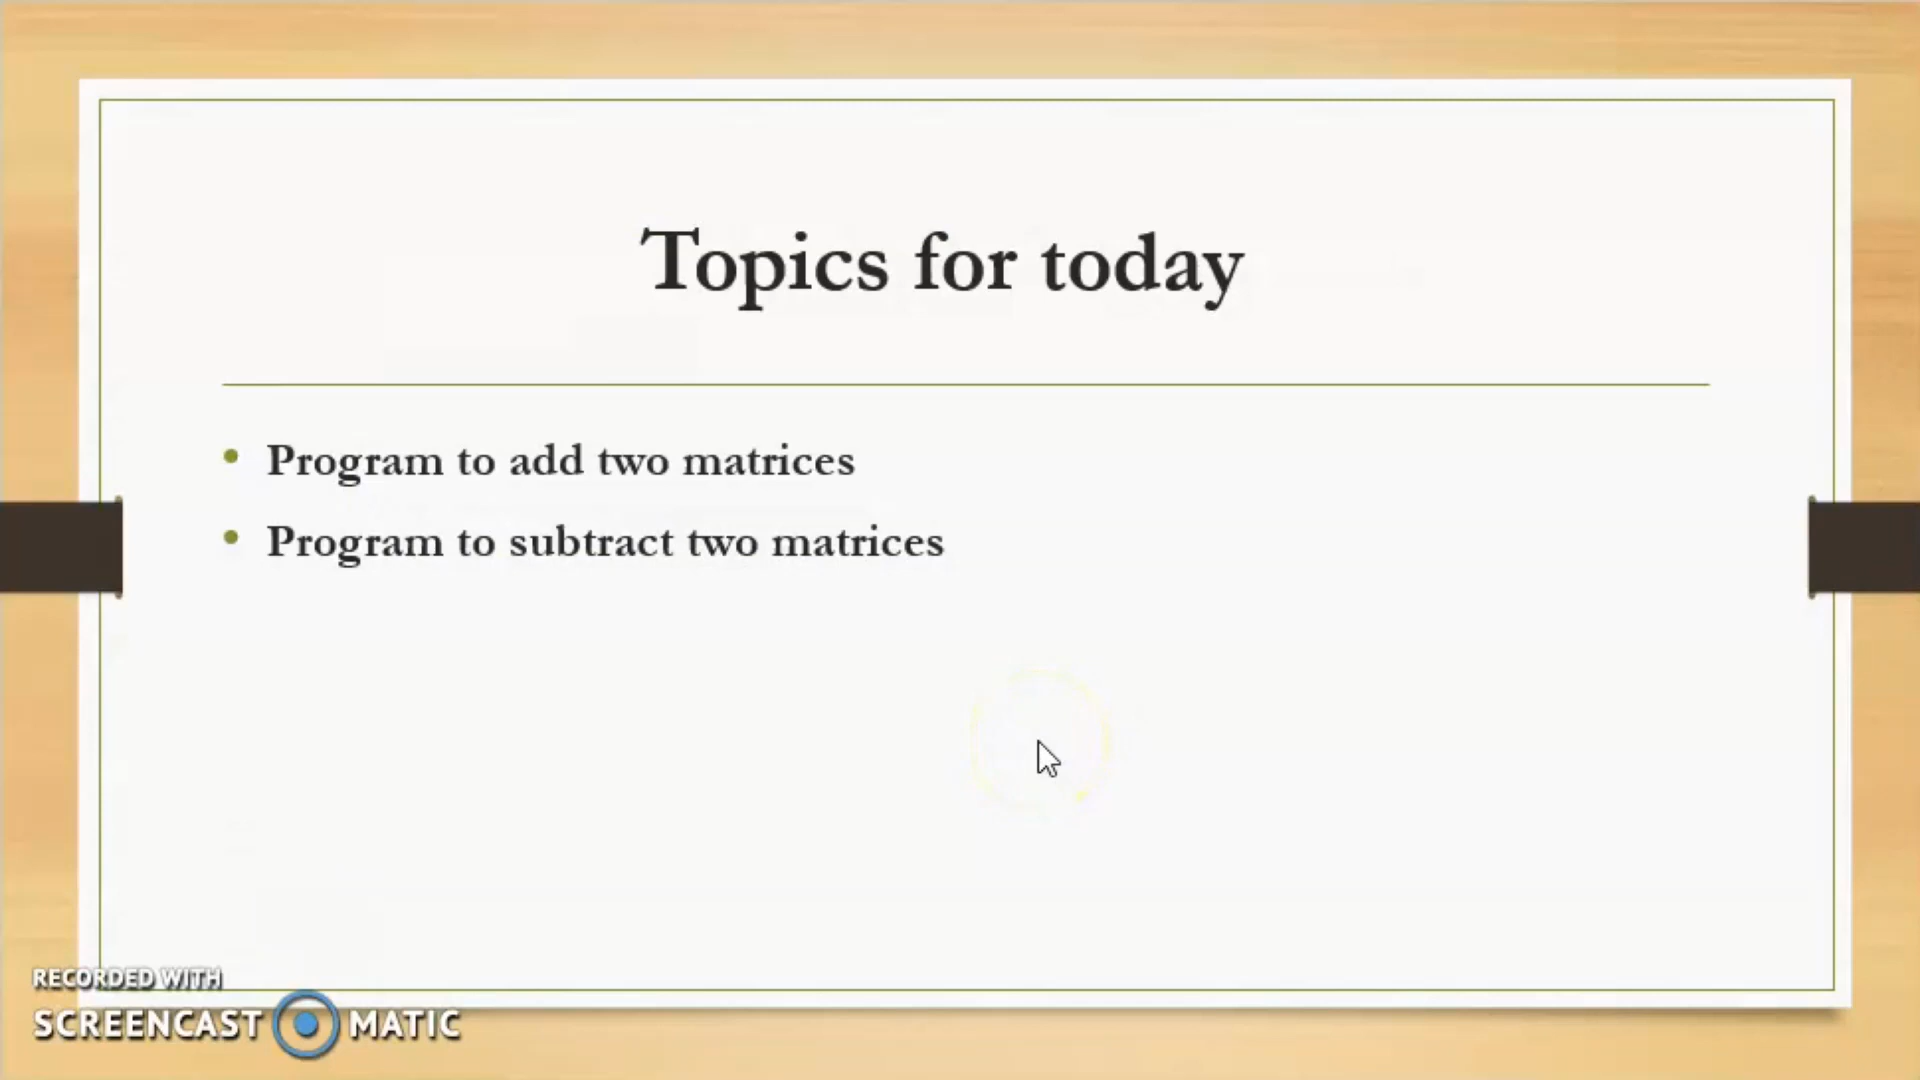 Topics for today
• Program to add two matrices
• Program to subtract two matrices
RECORDED WITH
SCREENCAST MATIC